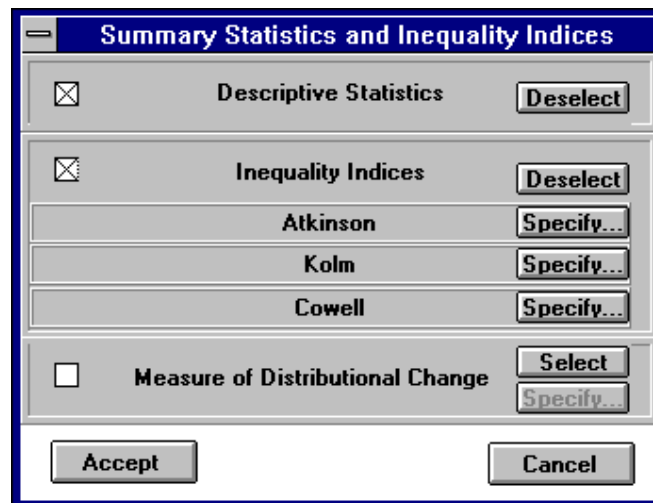 Summary Statistics and Inequality Indices
Descriptive Statistics Deselect
Inequality Indices Deselect
Atkinson Specify...
Kolm Specify...
Cowell Specify...
Select
Measure of Distributional Change
Specify...
Accept Cancel